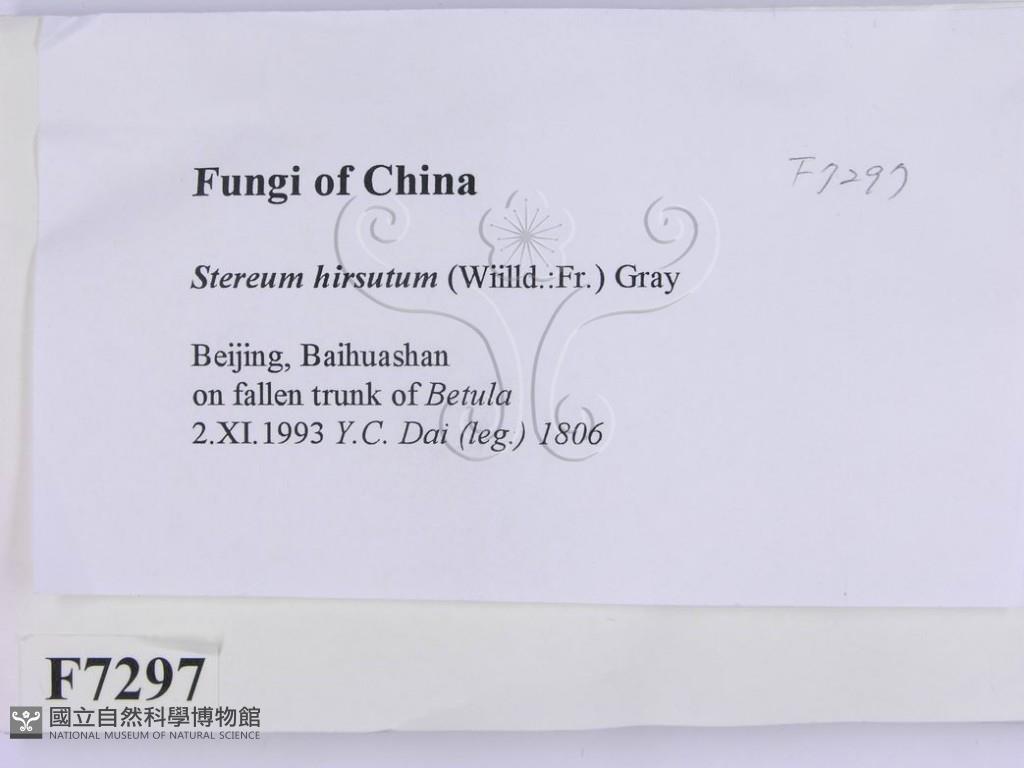 Fungi of China
F7297
Stereum hirsutum (Wiilld.:Fr.) Gray
Beijing, Baihuashan
on fallen trunk of Betula
2.XI.1993 Y.C. Dai (leg.) 1806
F7297
國立自然科學博物館
NATIONAL MUSEUM OF NATURAL SCIENCE